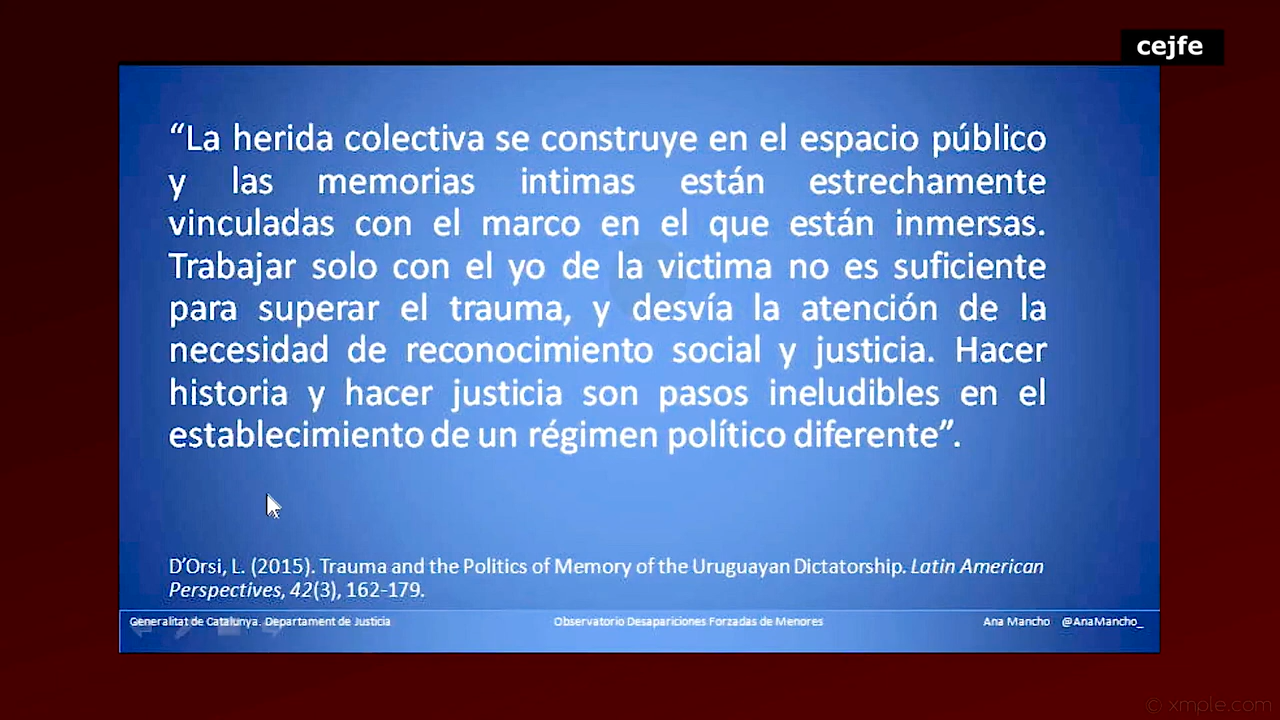 cejfe
“La herida colectiva se construye en el espacio público
y las memorias intimas están estrechamente
vinculadas con el marco en el que están inmersas.
Trabajar solo con el yo de la victima no es suficiente
para superar el trauma, y desvía la atención de la
necesidad de reconocimiento social y justicia. Hacer
historia y hacer justicia son pasos ineludibles en el
establecimiento de un régimen político diferente”.
D’Orsi, L. (2015). Trauma and the Politics of Memory of the Uruguayan Dictatorship. Latin American
Perspectives, 42(3), 162-179.
Generalitat de Catalunya. Departament de Justicia Observatorio Desapariciones Forzadas de Menores Ana Mancho @AnaMancho_
© xmple.com